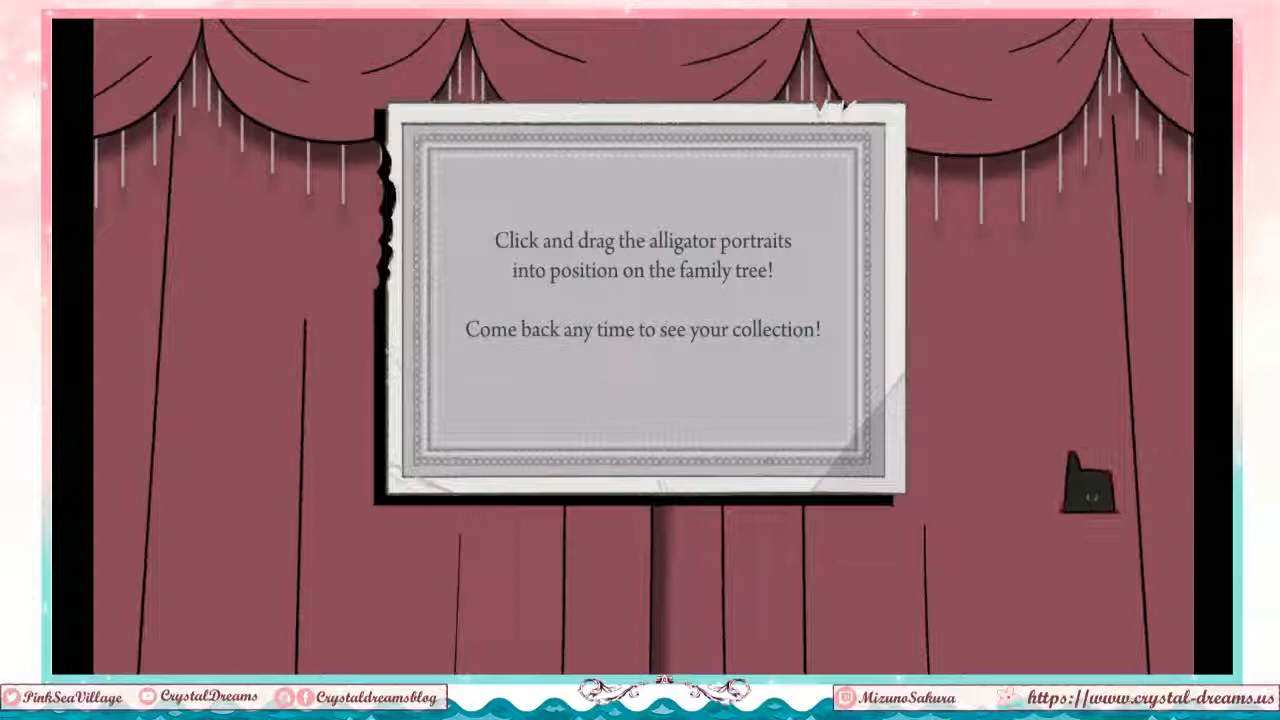 Click and drag the alligator portraits
into position on the family tree!
Come back any time to see your collection!
PinkSeaVillage CrystalDreams Crystaldreamsblog MizunoSakura https://www.crystal-dreams.us